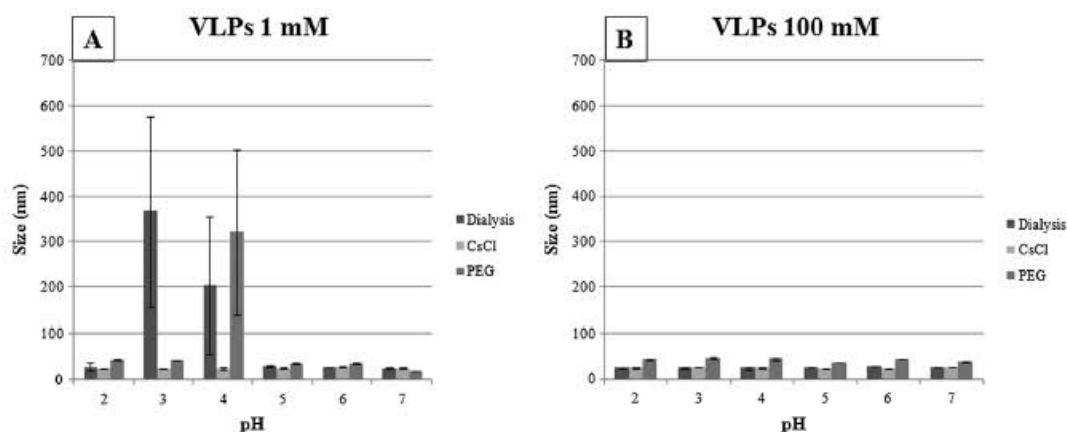 A
VLPs 1 mM
700
600
500
400
300
200
100
0
Size (nm)
2 3 4 5 6 7
pH
Dialysis
CsCl
PEG
B
VLPs 100 mM
700
600
500
400
300
200
100
0
Size (nm)
2 3 4 5 6 7
pH
Dialysis
CsCl
PEG